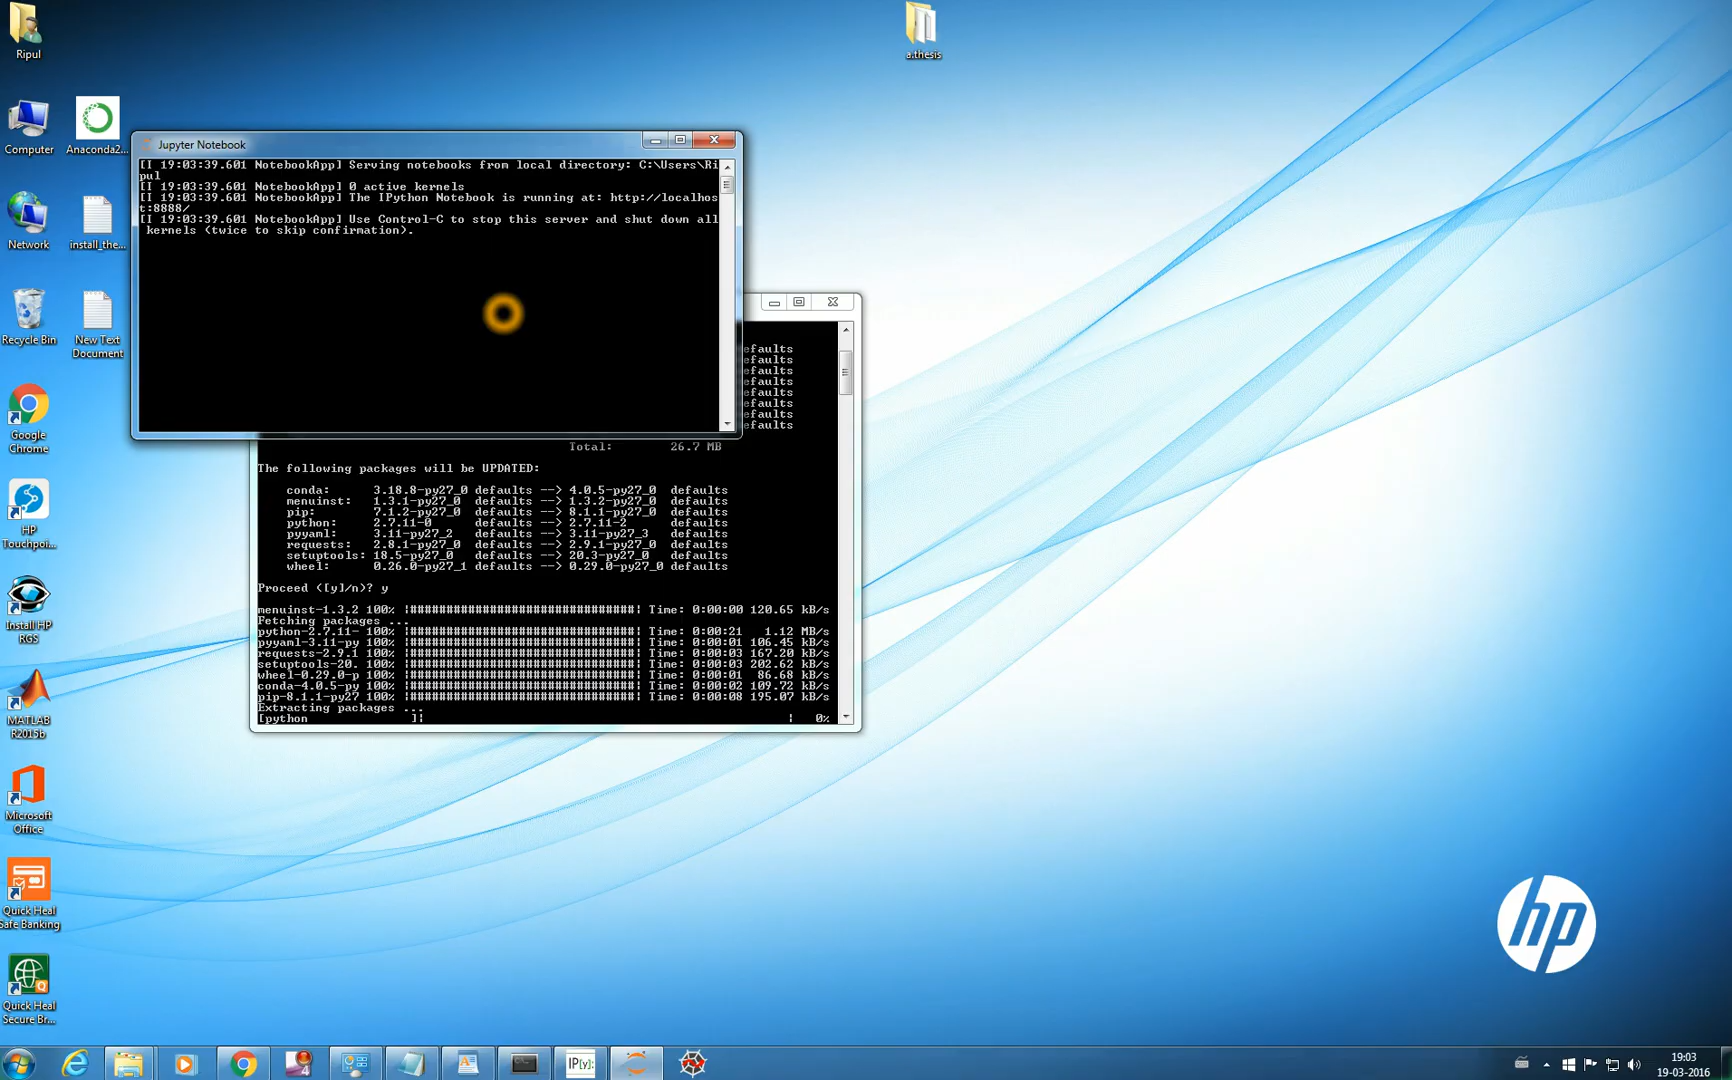 Ripul
a.thesis
Computer
Anaconda2...
Network
install_the...
Recycle Bin
New Text
Document
Google
Chrome
HP
Touchpoi...
Install HP
RGS
MATLAB
R2015b
Microsoft
Office
Quick Heal
Safe Banking
Quick Heal
Secure Br...
Jupyter Notebook
[I 19:03:39.601 NotebookApp] Serving notebooks from local directory: C:\Users\Ri
pul
[I 19:03:39.601 NotebookApp] 0 active kernels
[I 19:03:39.601 NotebookApp] The IPython Notebook is running at: http://localhos
t:8888/
[I 19:03:39.601 NotebookApp] Use Control-C to stop this server and shut down all
kernels (twice to skip confirmation).
efaults
efaults
efaults
efaults
efaults
efaults
efaults
efaults
Total: 26.7 MB
The following packages will be UPDATED:
conda: 3.18.8-py27_0 defaults --> 4.0.5-py27_0 defaults
menuinst: 1.3.1-py27_0 defaults --> 1.3.2-py27_0 defaults
pip: 7.1.2-py27_0 defaults --> 8.1.1-py27_0 defaults
python: 2.7.11-0 defaults --> 2.7.11-2 defaults
pyyaml: 3.11-py27_2 defaults --> 3.11-py27_3 defaults
requests: 2.8.1-py27_0 defaults --> 2.9.1-py27_0 defaults
setuptools: 18.5-py27_0 defaults --> 20.3-py27_0 defaults
wheel: 0.26.0-py27_1 defaults --> 0.29.0-py27_0 defaults
Proceed ([y]/n)? y
menuinst-1.3.2 100% |################################| Time: 0:00:00 120.65 kB/s
Fetching packages ...
python-2.7.11- 100% |################################| Time: 0:00:21 1.12 MB/s
pyyaml-3.11-py 100% |################################| Time: 0:00:01 106.45 kB/s
requests-2.9.1 100% |################################| Time: 0:00:03 167.20 kB/s
setuptools-20. 100% |################################| Time: 0:00:03 202.62 kB/s
wheel-0.29.0-p 100% |################################| Time: 0:00:01 86.68 kB/s
conda-4.0.5-py 100% |################################| Time: 0:00:02 109.72 kB/s
pip-8.1.1-py27 100% |################################| Time: 0:00:08 195.07 kB/s
Extracting packages ...
[python ]| | 0%
hp
IP[y]:
19:03
19-03-2016